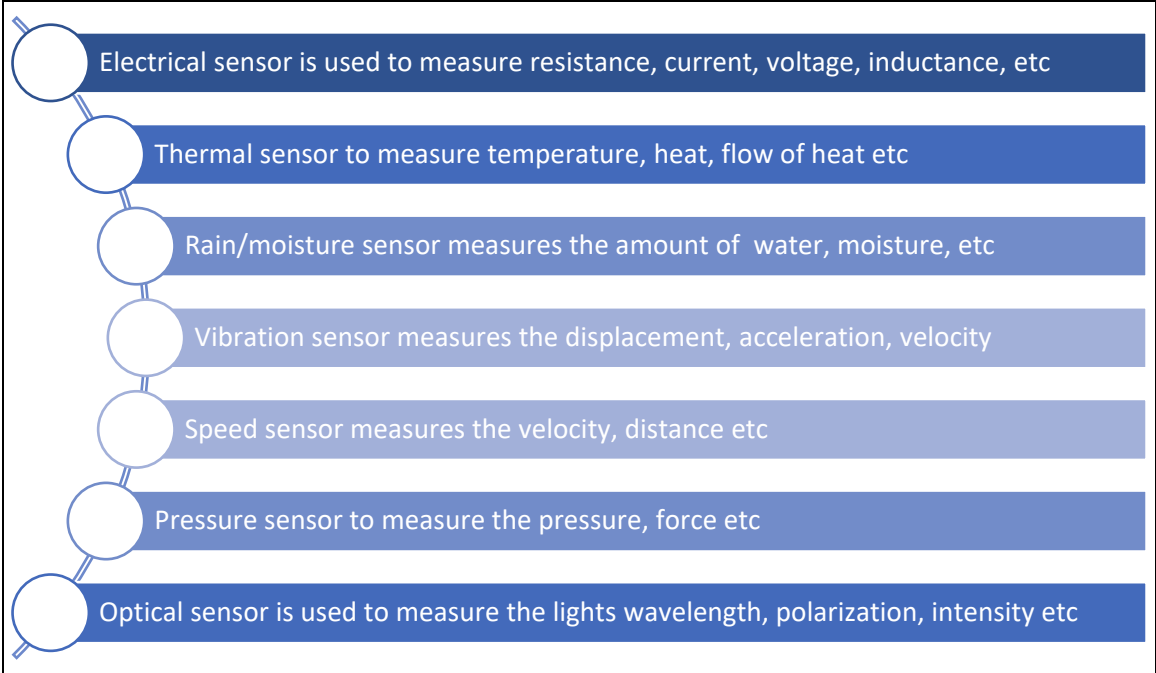 Electrical sensor is used to measure resistance, current, voltage, inductance, etc
Thermal sensor to measure temperature, heat, flow of heat etc
Rain/moisture sensor measures the amount of  water, moisture, etc
Vibration sensor measures the displacement, acceleration, velocity
Speed sensor measures the velocity, distance etc
Pressure sensor to measure the pressure, force etc
Optical sensor is used to measure the lights wavelength, polarization, intensity etc